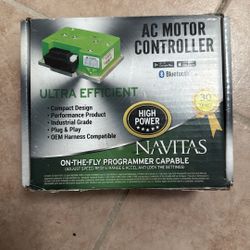 AC MOTOR
CONTROLLER
Bluetooth
ULTRA EFFICIENT
• Compact Design
• Performance Product
• Industrial Grade
• Plug & Play
• OEM Harness Compatible
HIGH
POWER
30
NAVITAS
ON-THE-FLY PROGRAMMER CAPABLE